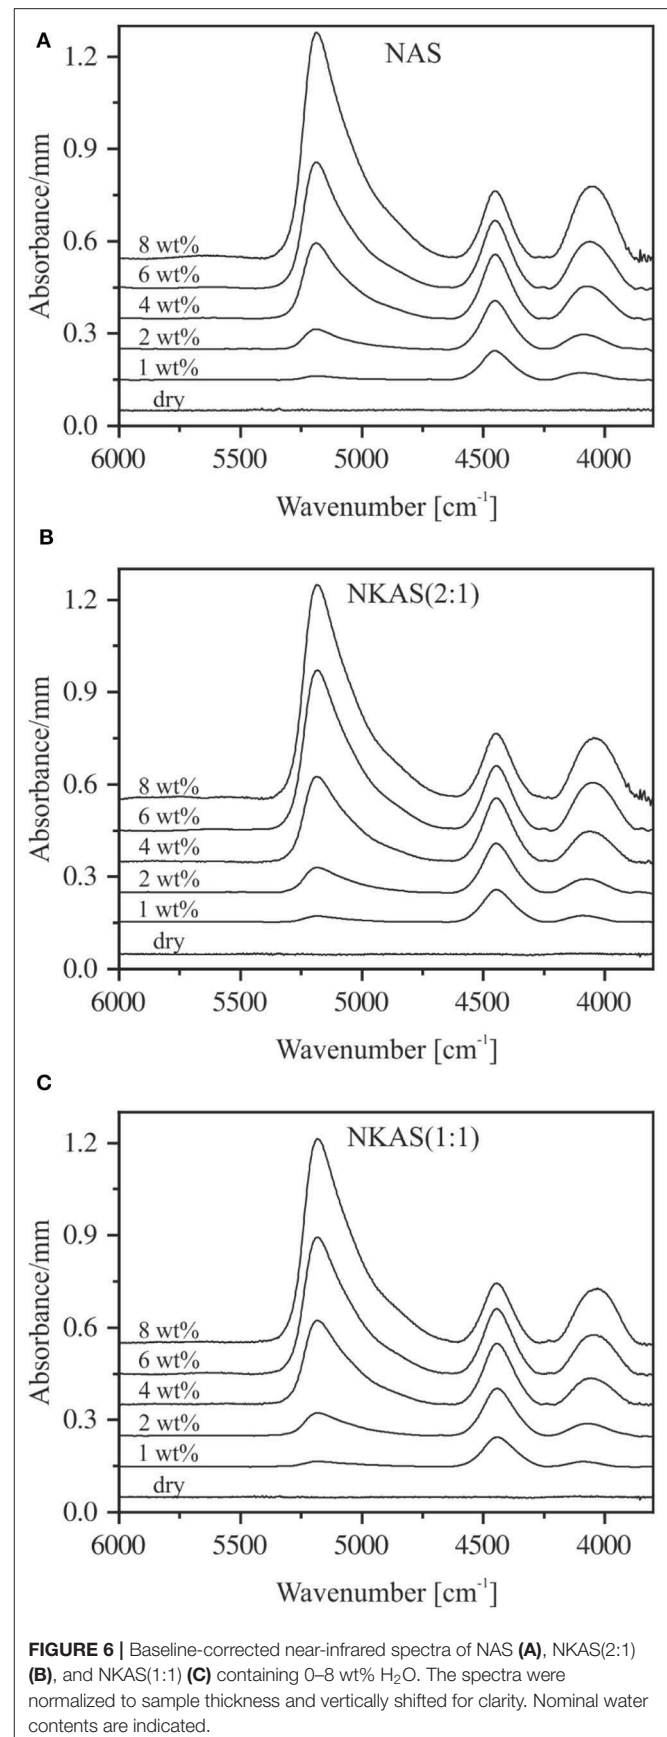 A
NAS
1.2
0.9
0.6
0.3
0.0
Absorbance/mm
8 wt%
6 wt%
4 wt%
2 wt%
1 wt%
dry
6000 5500 5000 4500 4000
Wavenumber [cm⁻¹]
B
NKAS(2:1)
1.2
0.9
0.6
0.3
0.0
Absorbance/mm
8 wt%
6 wt%
4 wt%
2 wt%
1 wt%
dry
6000 5500 5000 4500 4000
Wavenumber [cm⁻¹]
C
NKAS(1:1)
1.2
0.9
0.6
0.3
0.0
Absorbance/mm
8 wt%
6 wt%
4 wt%
2 wt%
1 wt%
dry
6000 5500 5000 4500 4000
Wavenumber [cm⁻¹]
FIGURE 6 | Baseline-corrected near-infrared spectra of NAS (A), NKAS(2:1)
(B), and NKAS(1:1) (C) containing 0–8 wt% H₂O. The spectra were
normalized to sample thickness and vertically shifted for clarity. Nominal water
contents are indicated.